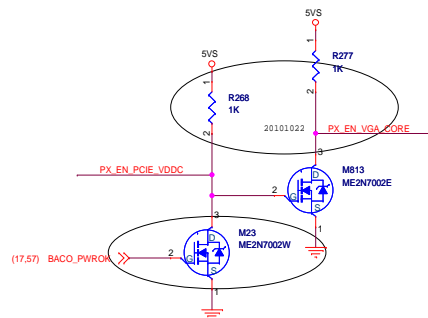 5VS
1
R277
1K
2
5VS
1
R268
1K
2
20101022
PX_EN_VGA_CORE
PX_EN_PCIE_VDDC
3
D
M813
ME2N7002E
2
G
S
1
3
D
M23
ME2N7002W
(17,57) BACO_PWROK
2
G
S
1